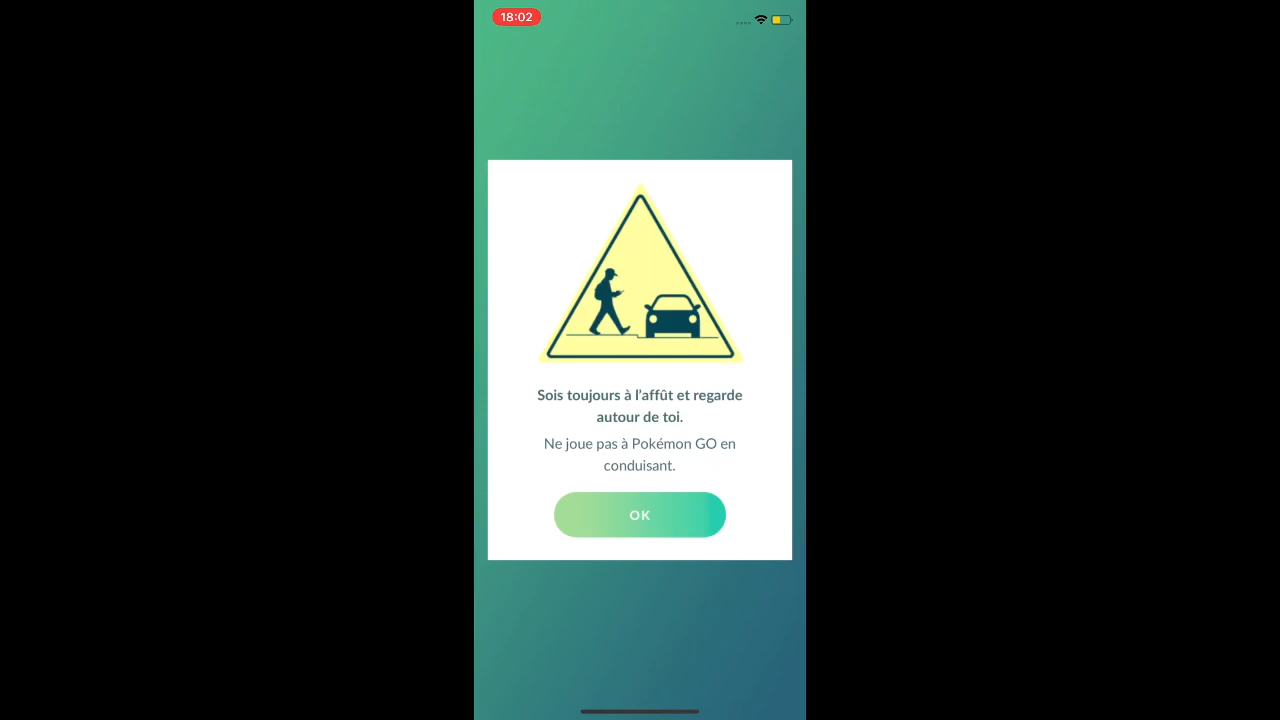 18:02
Sois toujours à l'affût et regarde
autour de toi.
Ne joue pas à Pokémon GO en
conduisant.
OK